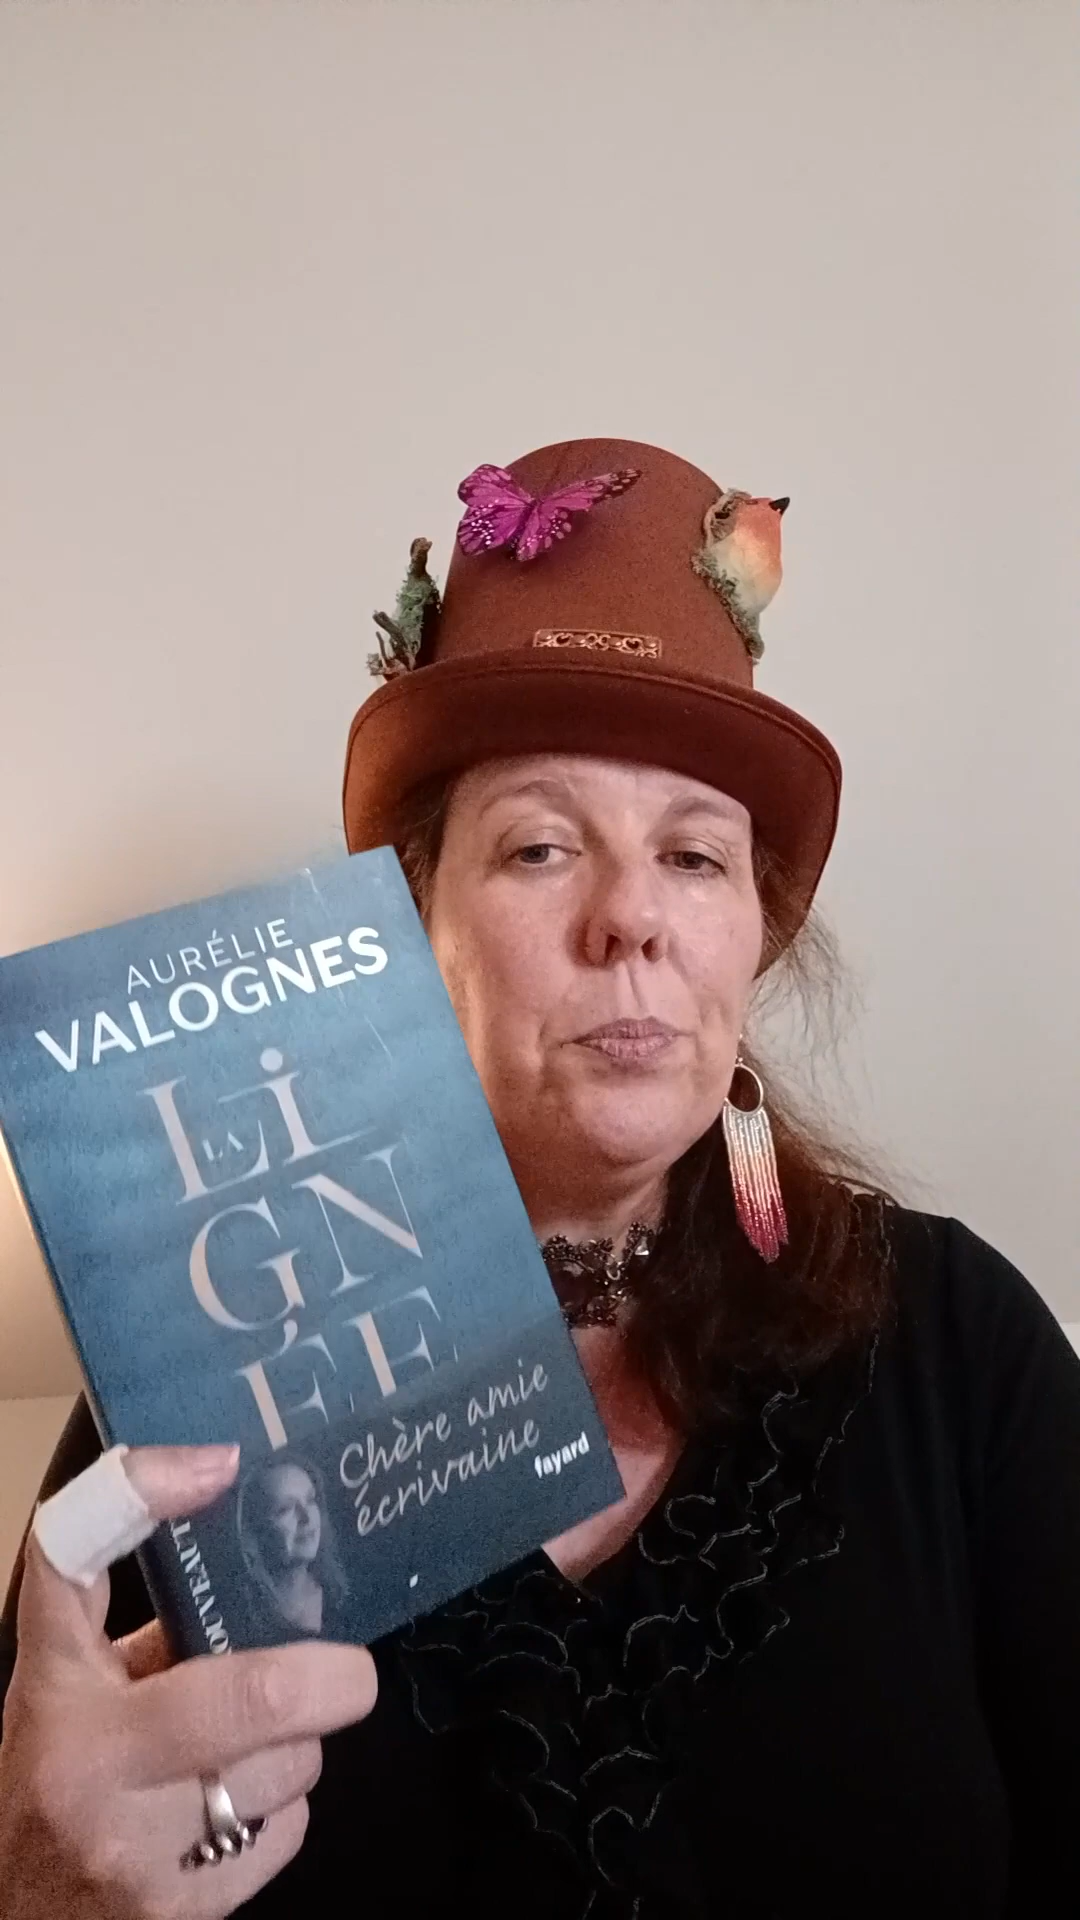 AURÉLIE
VALOGNES
LA
LI
GN
ÉE
Chère amie
écrivaine
fayard